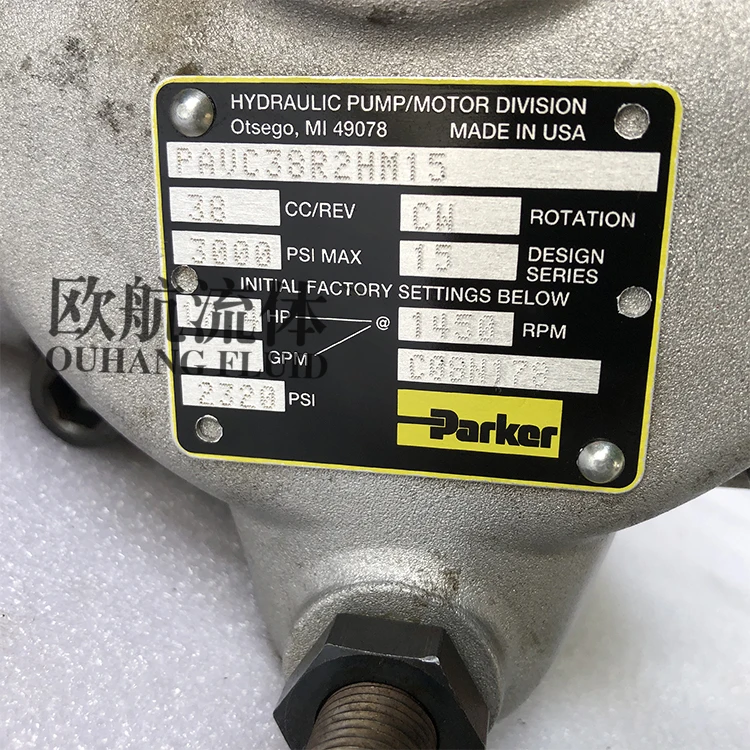 HYDRAULIC PUMP/MOTOR DIVISION
Otsego, MI 49078 MADE IN USA
PAVC38R2HM15
38 CC/REV CW ROTATION
3000 PSI MAX 15 DESIGN SERIES
INITIAL FACTORY SETTINGS BELOW
HP @ 1450 RPM
GPM
2320 PSI
Parker
欧航流体
OUHANG FLUID